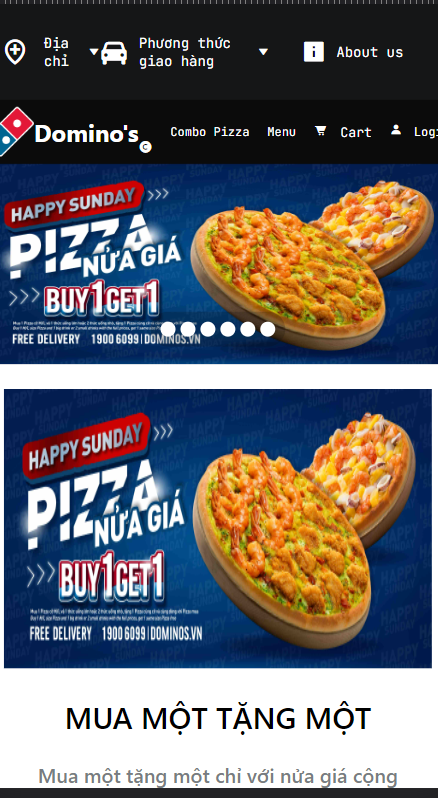 Địa chỉ
Phương thức giao hàng
About us
Domino's
Combo Pizza
Menu
Cart
Logi
HAPPY SUNDAY
PIZZA
NỬA GIÁ
BUY1GET1
FREE DELIVERY 1900 6099 | DOMINOS.VN
HAPPY SUNDAY
PIZZA
NỬA GIÁ
BUY1GET1
FREE DELIVERY 1900 6099 | DOMINOS.VN
MUA MỘT TẶNG MỘT
Mua một tặng một chỉ với nửa giá cộng